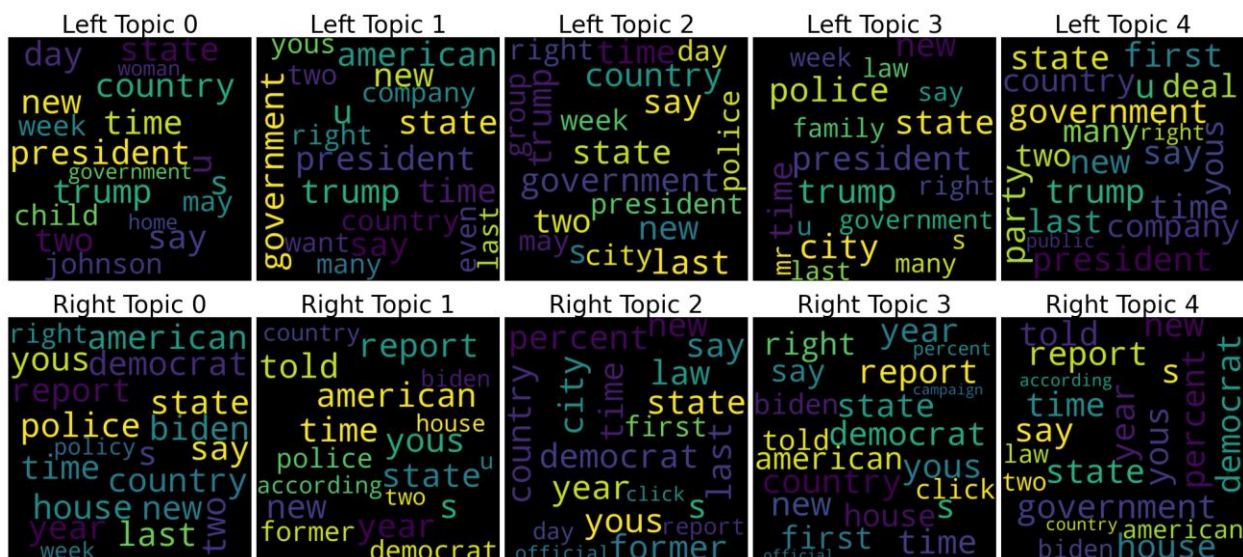 Left Topic 0
day
state
woman
country
new
week
time
president
government
u
trump
s
may
child
home
two
say
johnson
Left Topic 1
yous
american
two
new
company
u
right
state
government
president
trump
time
country
want
say
even
last
many
Left Topic 2
right
time
day
country
group
trump
say
week
police
state
government
president
two
new
may
s
city
last
Left Topic 3
week
new
law
police
say
family
state
president
trump
right
time
government
u
city
s
mr
last
many
Left Topic 4
state
first
country
u
deal
government
many
right
two
new
say
yous
trump
time
party
last
company
public
president
Right Topic 0
right
american
yous
democrat
report
state
police
biden
policy
s
say
time
country
house
new
two
year
last
week
Right Topic 1
country
report
told
biden
american
time
house
yous
police
state
u
according
two
new
s
former
year
democrat
Right Topic 2
percent
new
say
country
city
time
law
state
first
last
democrat
year
click
s
yous
day
report
official
former
Right Topic 3
year
right
percent
say
report
campaign
biden
state
told
democrat
american
yous
country
click
new
house
s
first
time
official
Right Topic 4
told
new
report
s
according
time
year
yous
percent
democrat
say
law
two
state
government
country
american
biden
house